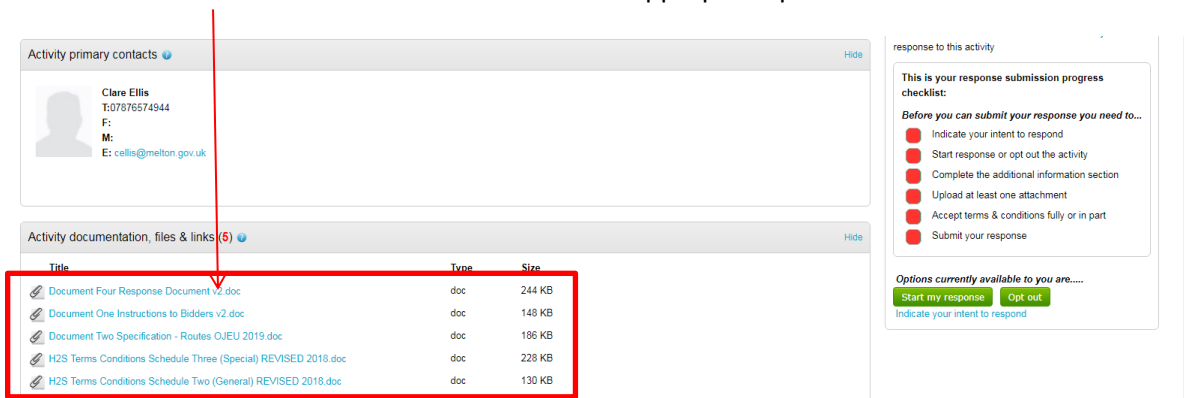 Activity primary contacts
Hide
Clare Ellis
T:07876574944
F:
M:
E: cellis@melton.gov.uk
Activity documentation, files & links (5)
Hide
Title Type Size
Document Four Response Document v2.doc doc 244 KB
Document One Instructions to Bidders v2.doc doc 148 KB
Document Two Specification - Routes OJEU 2019.doc doc 186 KB
H2S Terms Conditions Schedule Three (Special) REVISED 2018.doc doc 228 KB
H2S Terms Conditions Schedule Two (General) REVISED 2018.doc doc 130 KB
response to this activity
This is your response submission progress
checklist:
Before you can submit your response you need to...
Indicate your intent to respond
Start response or opt out the activity
Complete the additional information section
Upload at least one attachment
Accept terms & conditions fully or in part
Submit your response
Options currently available to you are.....
Start my response Opt out
Indicate your intent to respond